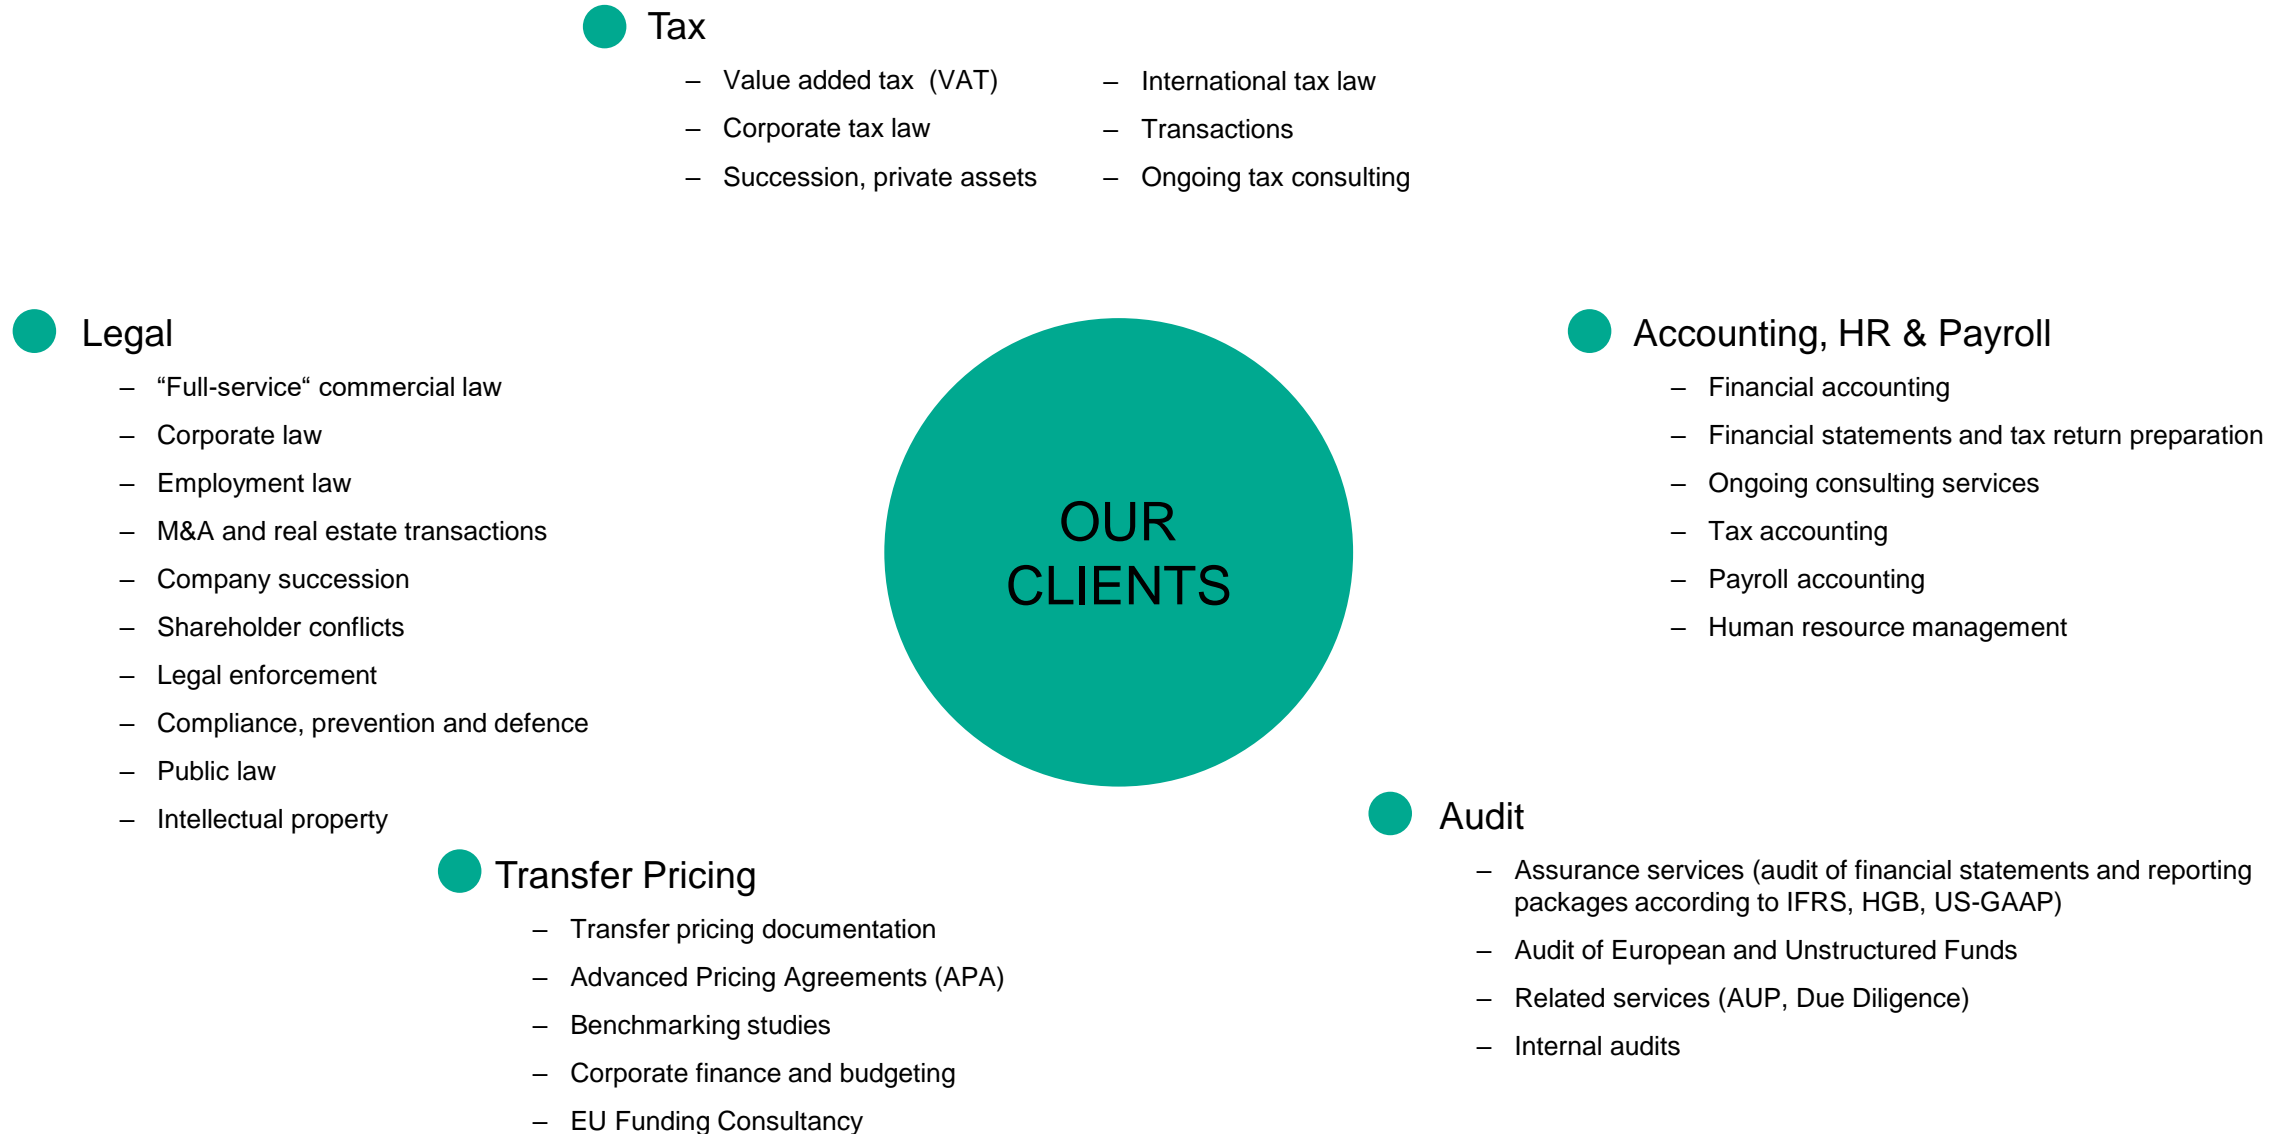 Tax
– Value added tax  (VAT)
– Corporate tax law
– Succession, private assets
– International tax law
– Transactions
– Ongoing tax consulting
Legal
– “Full-service“ commercial law
– Corporate law
– Employment law
– M&A and real estate transactions
– Company succession
– Shareholder conflicts
– Legal enforcement
– Compliance, prevention and defence
– Public law
– Intellectual property
OUR
CLIENTS
Accounting, HR & Payroll
– Financial accounting
– Financial statements and tax return preparation
– Ongoing consulting services
– Tax accounting
– Payroll accounting
– Human resource management
Transfer Pricing
– Transfer pricing documentation
– Advanced Pricing Agreements (APA)
– Benchmarking studies
– Corporate finance and budgeting
– EU Funding Consultancy
Audit
– Assurance services (audit of financial statements and reporting
packages according to IFRS, HGB, US-GAAP)
– Audit of European and Unstructured Funds
– Related services (AUP, Due Diligence)
– Internal audits